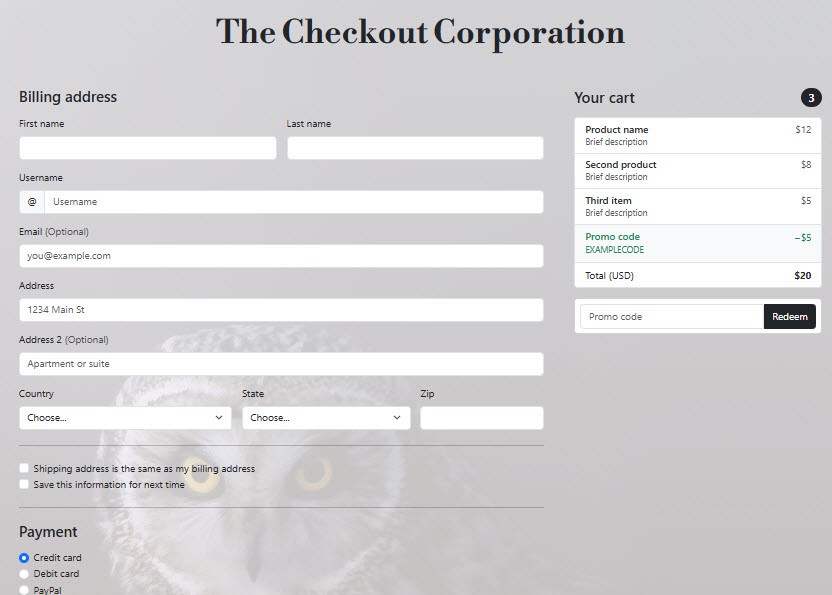 The Checkout Corporation
Billing address
First name
Last name
Username
@ Username
Email (Optional)
you@example.com
Address
1234 Main St
Address 2 (Optional)
Apartment or suite
Country
State
Zip
Choose...
Choose...
Shipping address is the same as my billing address
Save this information for next time
Payment
Credit card
Debit card
PayPal
Your cart
3
Product name $12
Brief description
Second product $8
Brief description
Third item $5
Brief description
Promo code −$5
EXAMPLECODE
Total (USD) $20
Promo code Redeem